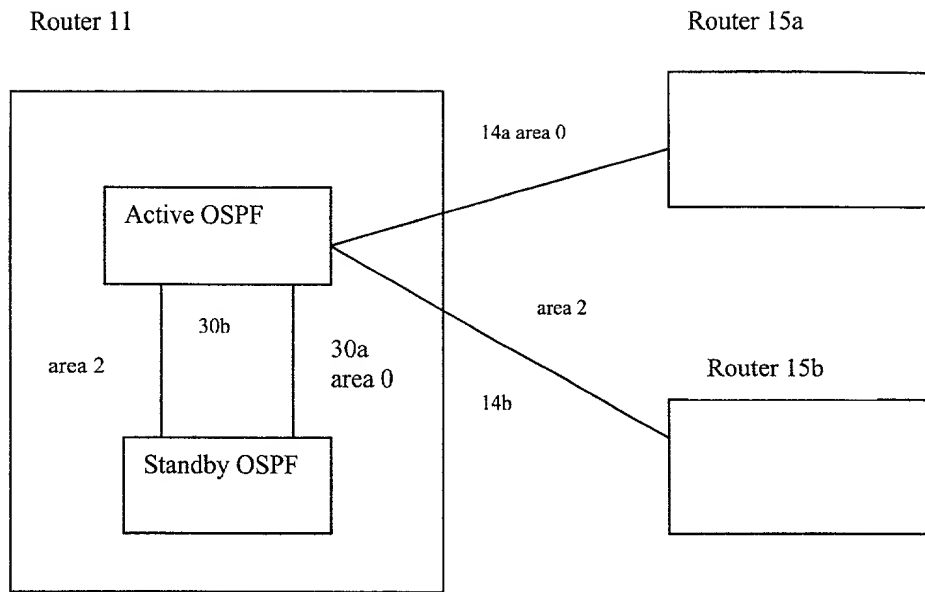 Router 11
Router 15a
14a area 0
Active OSPF
30b
area 2
area 2
30a
area 0
Router 15b
14b
Standby OSPF